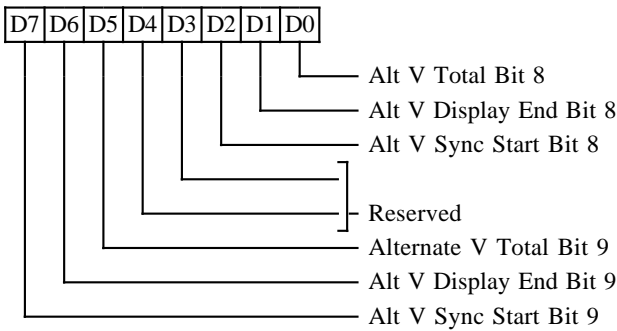 D7 D6 D5 D4 D3 D2 D1 D0
Alt V Total Bit 8
Alt V Display End Bit 8
Alt V Sync Start Bit 8
Reserved
Alternate V Total Bit 9
Alt V Display End Bit 9
Alt V Sync Start Bit 9